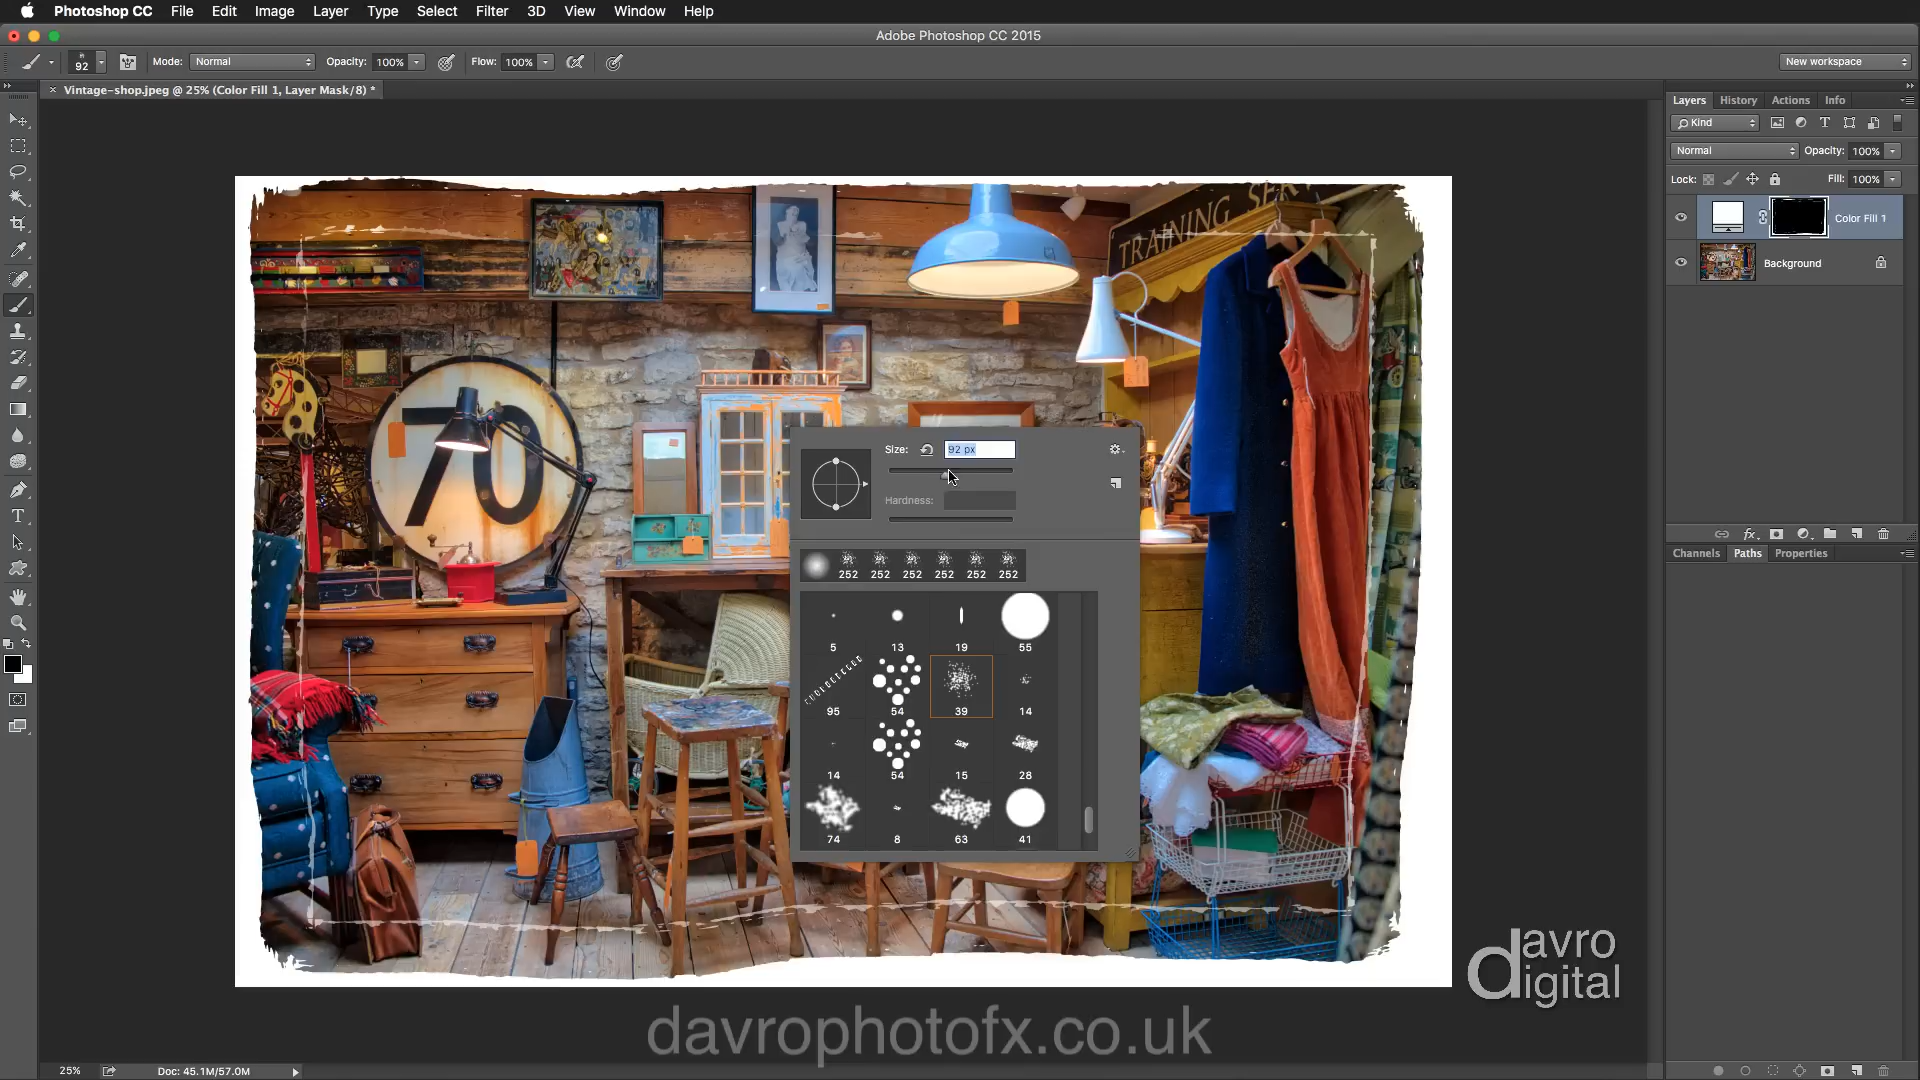 Photoshop CC File Edit Image Layer Type Select Filter 3D View Window Help
Adobe Photoshop CC 2015
92 Mode: Normal Opacity: 100% Flow: 100% New workspace
Vintage-shop.jpeg @ 25% (Color Fill 1, Layer Mask/8) *
Layers History Actions Info
Kind
Normal Opacity: 100%
Lock: Fill: 100%
Color Fill 1
Background
TRAINING SER
70
Size: 92 px
Hardness:
252 252 252 252 252 252
5 13 19 55
95 54 39 14
14 54 15 28
74 8 63 41
Channels Paths Properties
davro
digital
davrophotofx.co.uk
25% Doc: 45.1M/57.0M